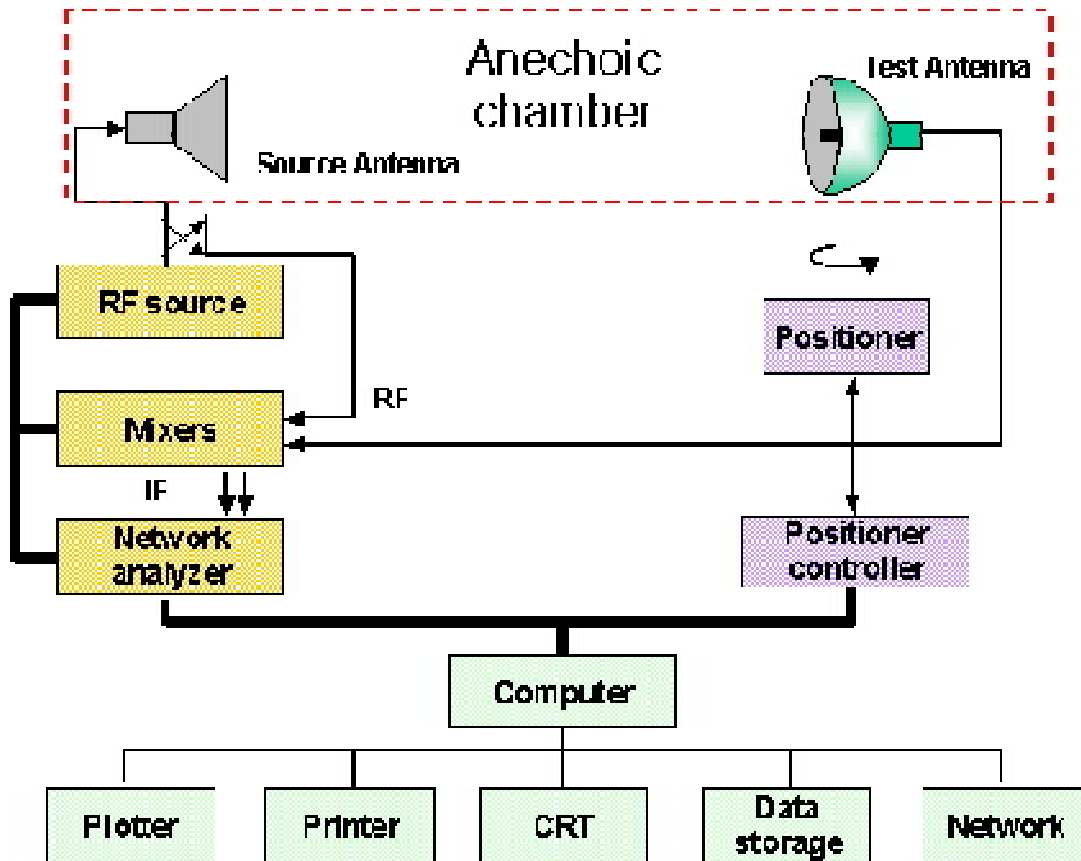 Anechoic
chamber
Test Antenna
Source Antenna
RF source
Positioner
RF
Mixers
IF
Network
analyzer
Positioner
controller
Computer
Plotter
Printer
CRT
Data
storage
Network